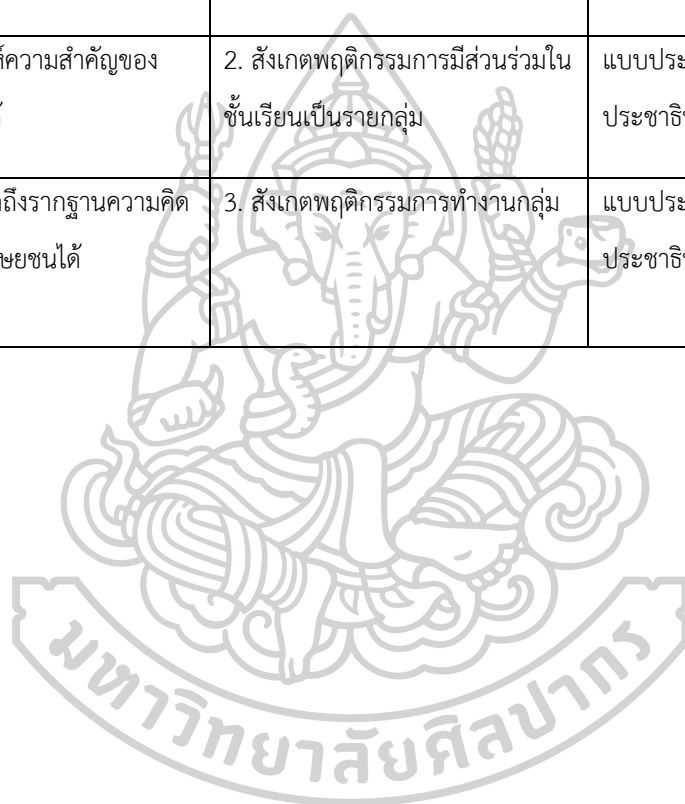 ความสำคัญของ
2. สังเกตพฤติกรรมการมีส่วนร่วมใน
ชั้นเรียนเป็นรายกลุ่ม
แบบประ
ประชาธิ
ถึงรากฐานความคิด
ษยชนได้
3. สังเกตพฤติกรรมการทำงานกลุ่ม
แบบประ
ประชาธิ
มหาวิทยาลัยศิลปากร